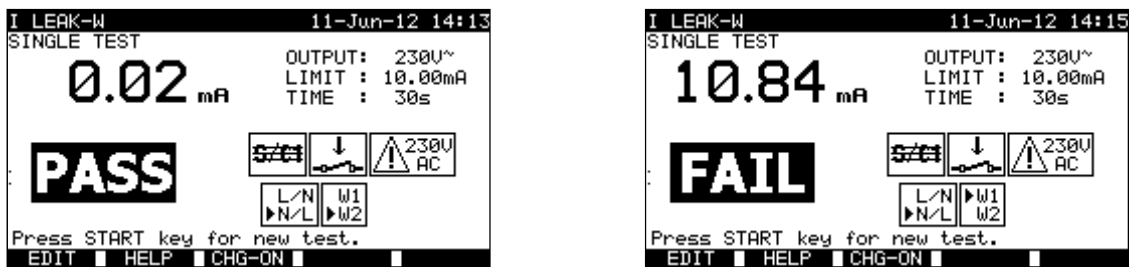 I LEAK-W 11-Jun-12 14:13
SINGLE TEST
0.02 mA
OUTPUT: 230V~
LIMIT : 10.00mA
TIME : 30s
PASS
S/C1
230V
AC
L/N
▶N/L
W1
▶W2
Press START key for new test.
EDIT HELP CHG-ON
I LEAK-W 11-Jun-12 14:15
SINGLE TEST
10.84 mA
OUTPUT: 230V~
LIMIT : 10.00mA
TIME : 30s
FAIL
S/C1
230V
AC
L/N
▶N/L
▶W1
W2
Press START key for new test.
EDIT HELP CHG-ON